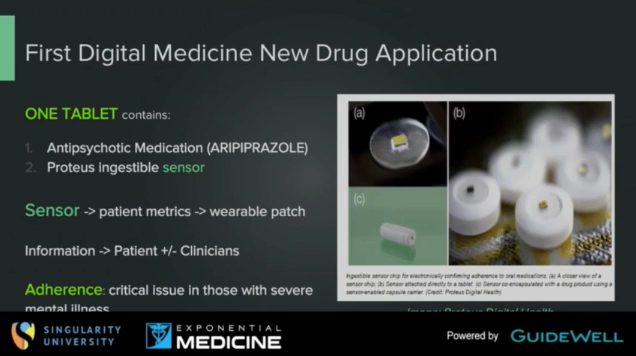 First Digital Medicine New Drug Application
ONE TABLET contains:
1. Antipsychotic Medication (ARIPIPRAZOLE)
2. Proteus ingestible sensor
Sensor -> patient metrics -> wearable patch
Information -> Patient +/- Clinicians
Adherence: critical issue in those with severe
mental illness
(a)
(b)
(c)
Ingestible sensor chip for electronically confirming adherence to oral medications. (a) A closer view of a
sensor chip; (b) Sensor attached directly to a tablet; (c) Sensor co-encapsulated with a drug product using a
sensor-enabled capsule carrier. (Credit: Proteus Digital Health)
Image: Proteus Digital Health
SINGULARITY
UNIVERSITY
EXPONENTIAL
MEDICINE
Powered by GUIDEWELL